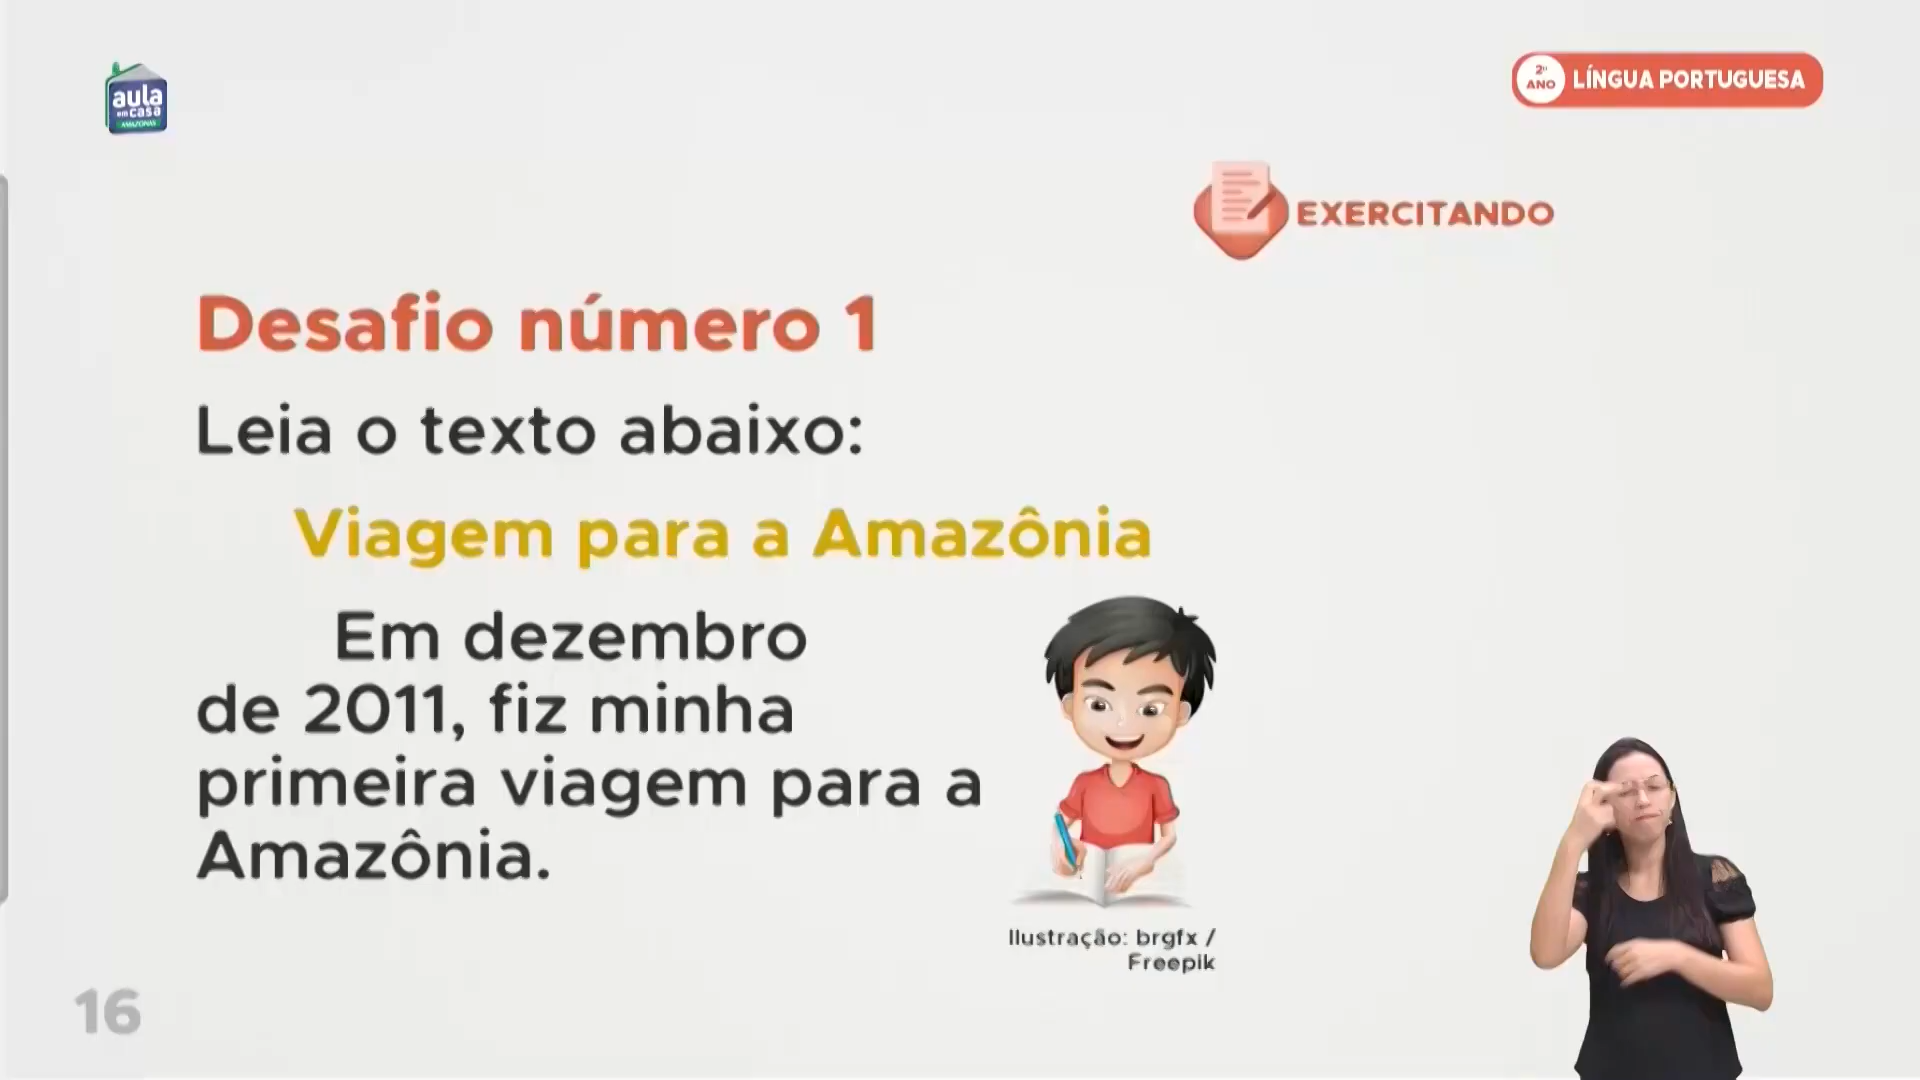 aula
em casa
AMAZONAS
2º
ANO
LÍNGUA PORTUGUESA
EXERCITANDO
Desafio número 1
Leia o texto abaixo:
Viagem para a Amazônia
Em dezembro
de 2011, fiz minha
primeira viagem para a
Amazônia.
Ilustração: brgfx /
Freepik
16